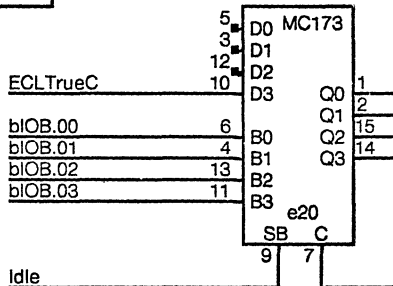 5 D0 MC173
3 D1
12 D2
ECLTrueC 10 D3 Q0 1
Q1 2
bIOB.00 6 B0 Q2 15
bIOB.01 4 B1 Q3 14
bIOB.02 13 B2
bIOB.03 11 B3
e20
SB C
9 7
Idle